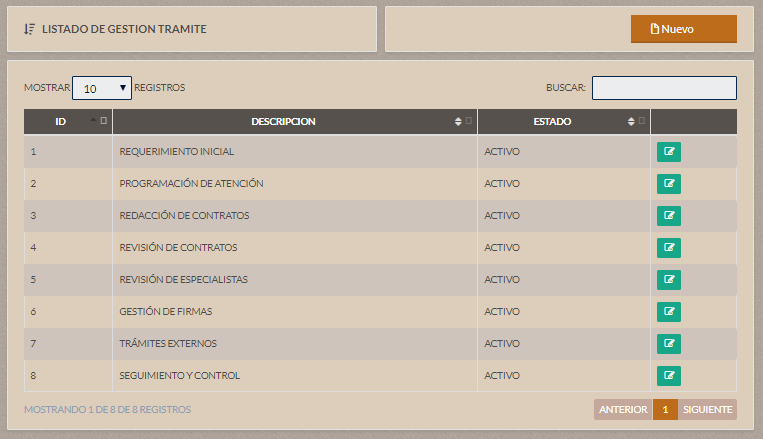 LISTADO DE GESTION TRAMITE
Nuevo
MOSTRAR 10 REGISTROS
BUSCAR:
ID DESCRIPCION ESTADO
1 REQUERIMIENTO INICIAL ACTIVO
2 PROGRAMACIÓN DE ATENCIÓN ACTIVO
3 REDACCIÓN DE CONTRATOS ACTIVO
4 REVISIÓN DE CONTRATOS ACTIVO
5 REVISIÓN DE ESPECIALISTAS ACTIVO
6 GESTIÓN DE FIRMAS ACTIVO
7 TRÁMITES EXTERNOS ACTIVO
8 SEGUIMIENTO Y CONTROL ACTIVO
MOSTRANDO 1 DE 8 DE 8 REGISTROS
ANTERIOR 1 SIGUIENTE